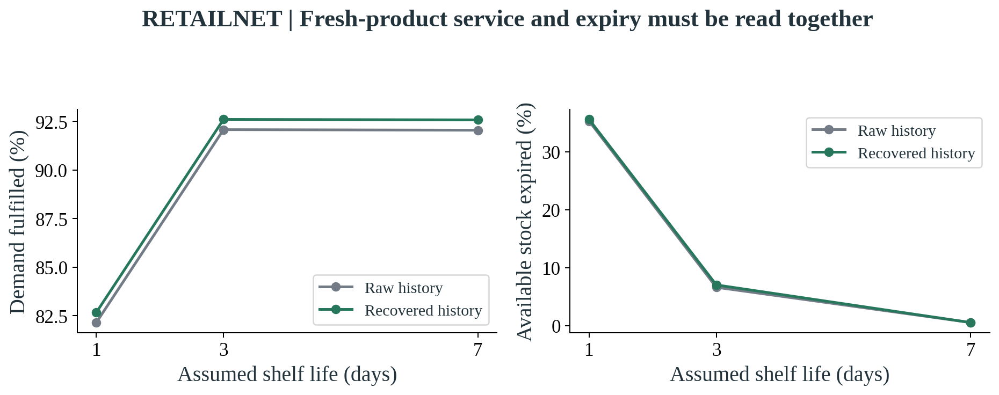 RETAILNET | Fresh-product service and expiry must be read together
Demand fulfilled (%)
92.5
90.0
87.5
85.0
82.5
1
3
7
Assumed shelf life (days)
Raw history
Recovered history
Available stock expired (%)
30
20
10
0
1
3
7
Assumed shelf life (days)
Raw history
Recovered history